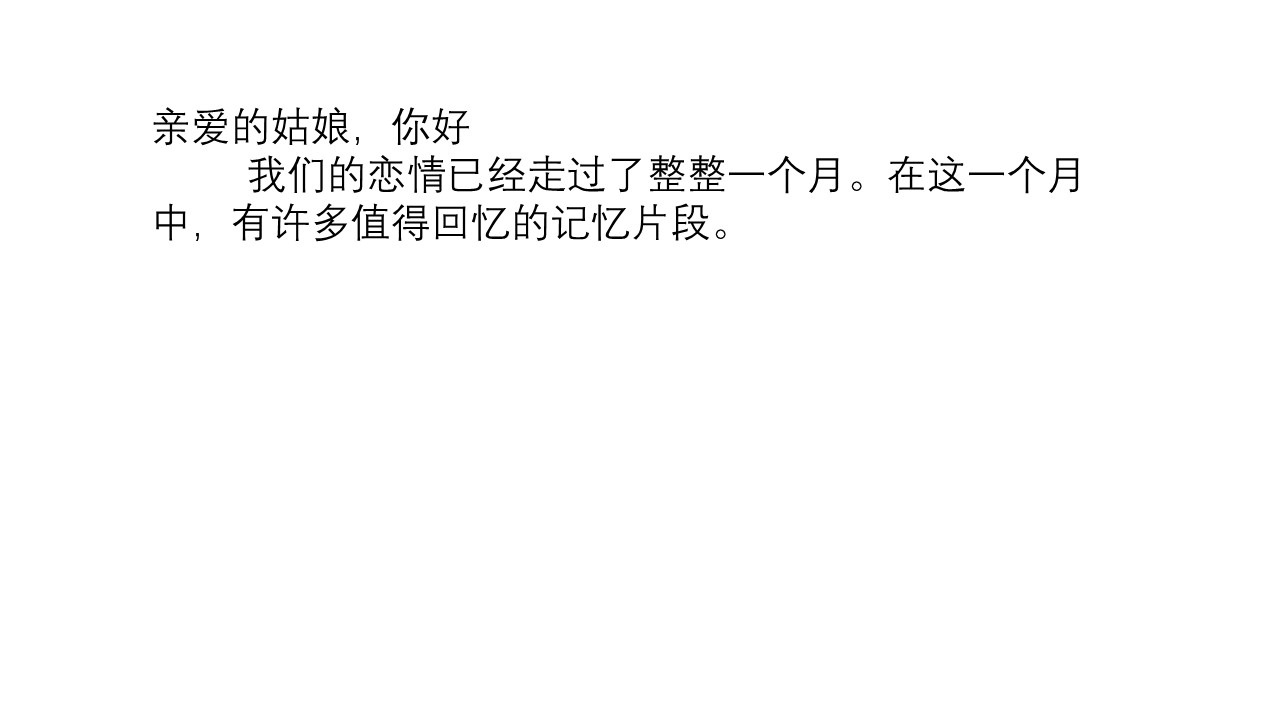 亲爱的姑娘，你好
我们的恋情已经走过了整整一个月。在这一个月
中，有许多值得回忆的记忆片段。